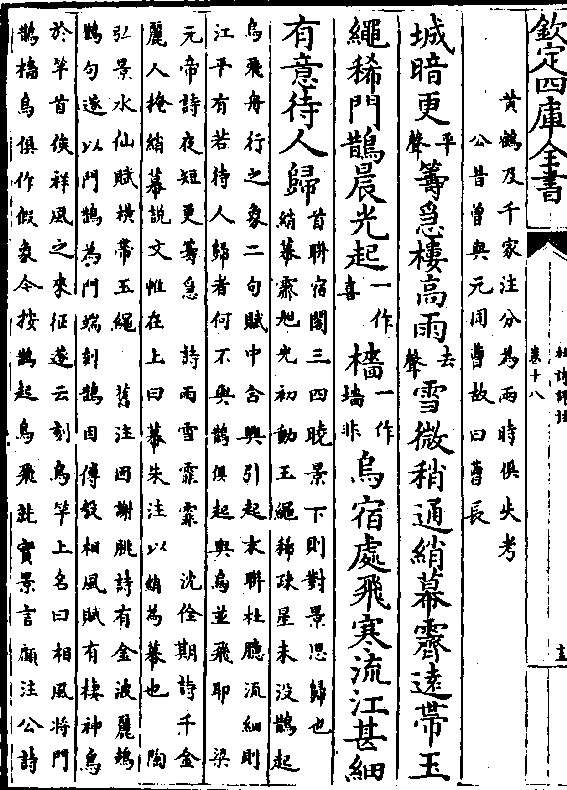 欽定四庫全書
杜詩詳注
卷十八
黄鶴及千家注分為兩時俱失考
公昔曾與元同曹故曰曹長
城暗更平聲籌急樓高雨去聲雪微稍通綃幕霽遠帶玉
繩稀門鵲晨光起一作喜檣一作墻非烏宿處飛寒流江甚細
有意待人歸首聯宿閣三四曉景下則對景思歸也
綃幕霽旭光初動玉繩稀疎星未没鵲起
烏飛舟行之象二句賦中含興引起末聯杜臆流細則
江平有若待人歸者何不與鵲俱起與烏並飛耶 梁
元帝詩夜短更籌急 詩雨雪霏霏 沈佺期詩千金
麗人捲綃幕説文帷在上曰幕朱注以綃為幕也 陶
弘景水仙賦横帶玉繩 舊注因謝朓詩有金波麗鳷
鵲句遂以門鵲為門端刻鵲因傅𤣥相風賦有棲神烏
於竿首俟祥風之來征遂云刻烏竿上名曰相風將門
鵲檣烏俱作假象今按鵲起烏飛託實景言顧注公詩